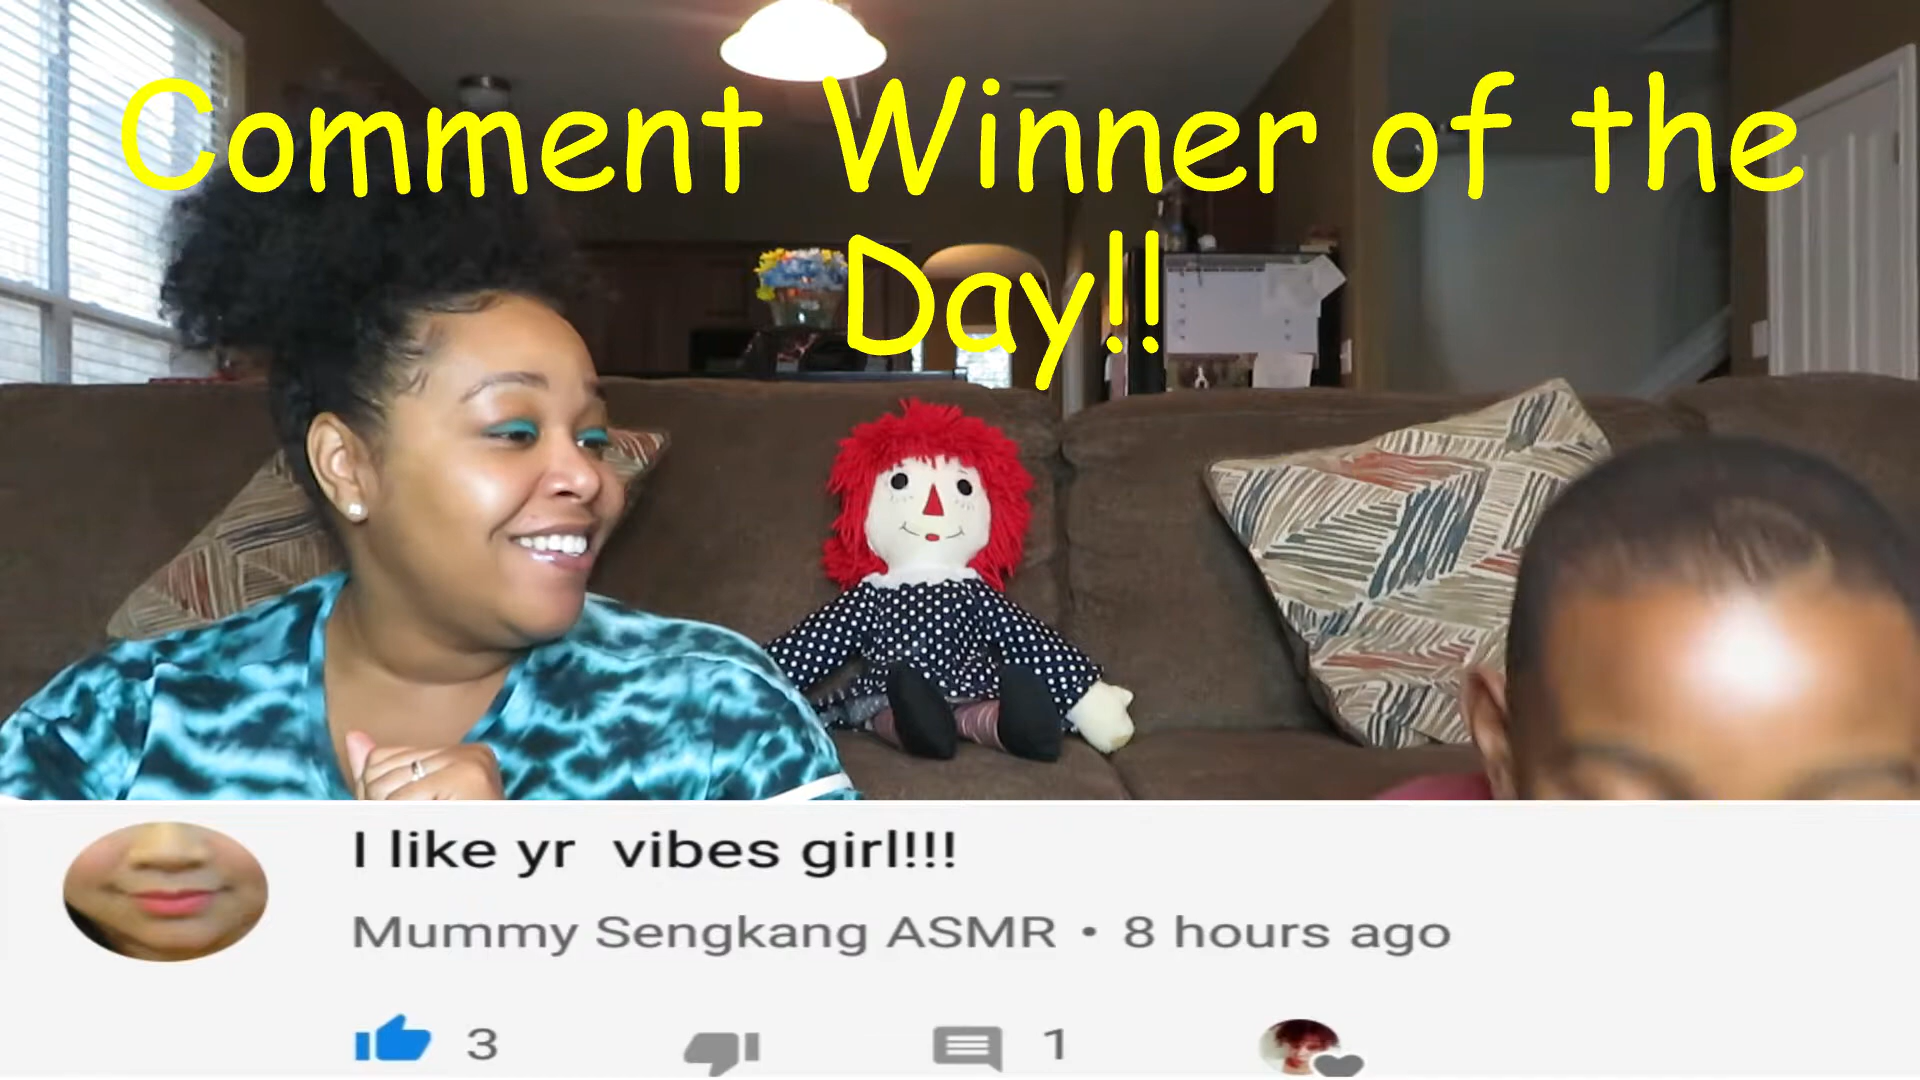 Comment Winner of the
Day!!
I like yr  vibes girl!!!
Mummy Sengkang ASMR • 8 hours ago
3
1